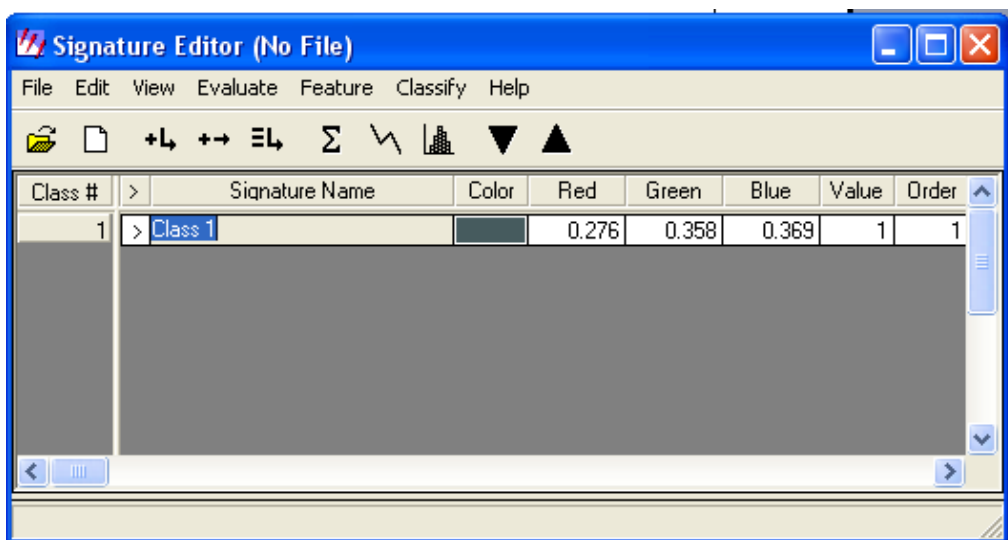 Signature Editor (No File)
File Edit View Evaluate Feature Classify Help
Σ
Class # > Signature Name Color Red Green Blue Value Order
1 > Class 1 0.276 0.358 0.369 1 1